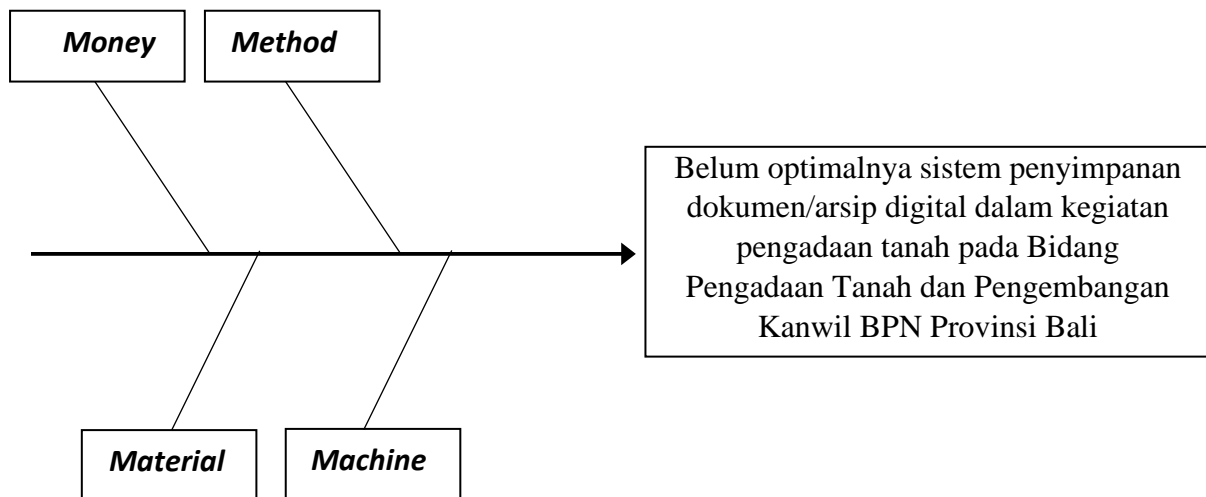 Money
Method
Belum optimalnya sistem penyimpanan
dokumen/arsip digital dalam kegiatan
pengadaan tanah pada Bidang
Pengadaan Tanah dan Pengembangan
Kanwil BPN Provinsi Bali
Material
Machine